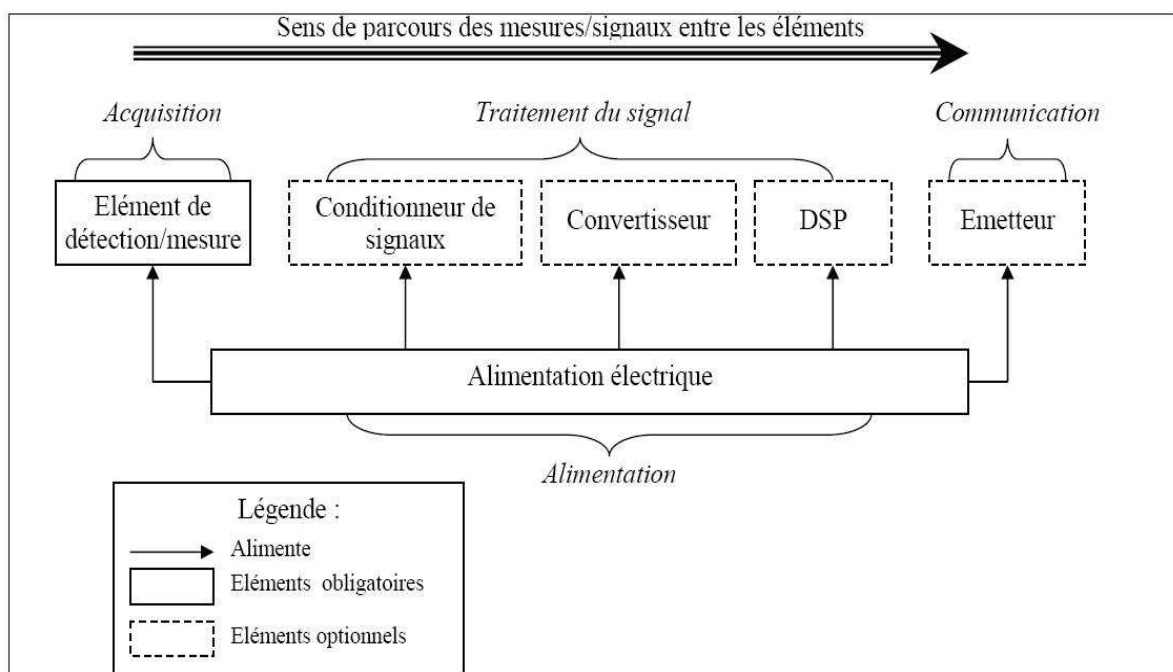 Sens de parcours des mesures/signaux entre les éléments
Acquisition
Traitement du signal
Communication
Elément de
détection/mesure
Conditionneur de
signaux
Convertisseur
DSP
Emetteur
Alimentation électrique
Alimentation
Légende :
Alimente
Eléments obligatoires
Eléments optionnels